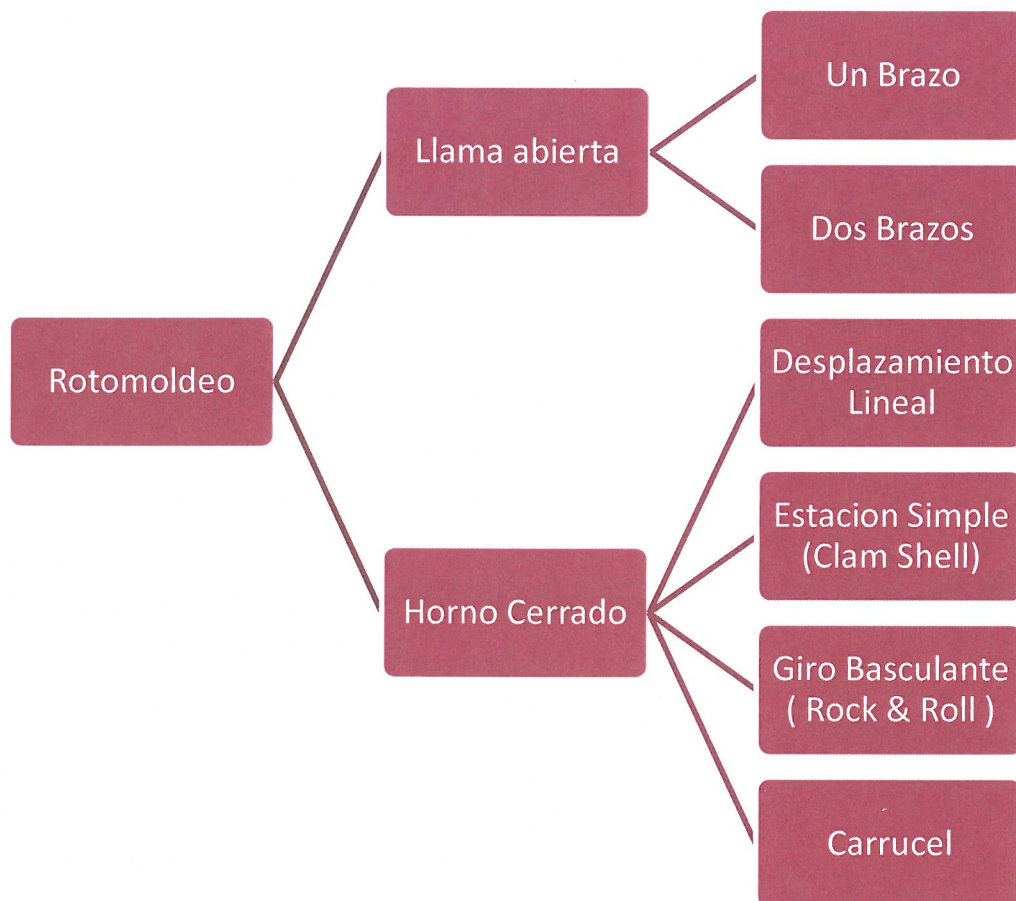 Rotomoldeo
Llama abierta
Un Brazo
Dos Brazos
Horno Cerrado
Desplazamiento
Lineal
Estacion Simple
(Clam Shell)
Giro Basculante
( Rock & Roll )
Carrucel